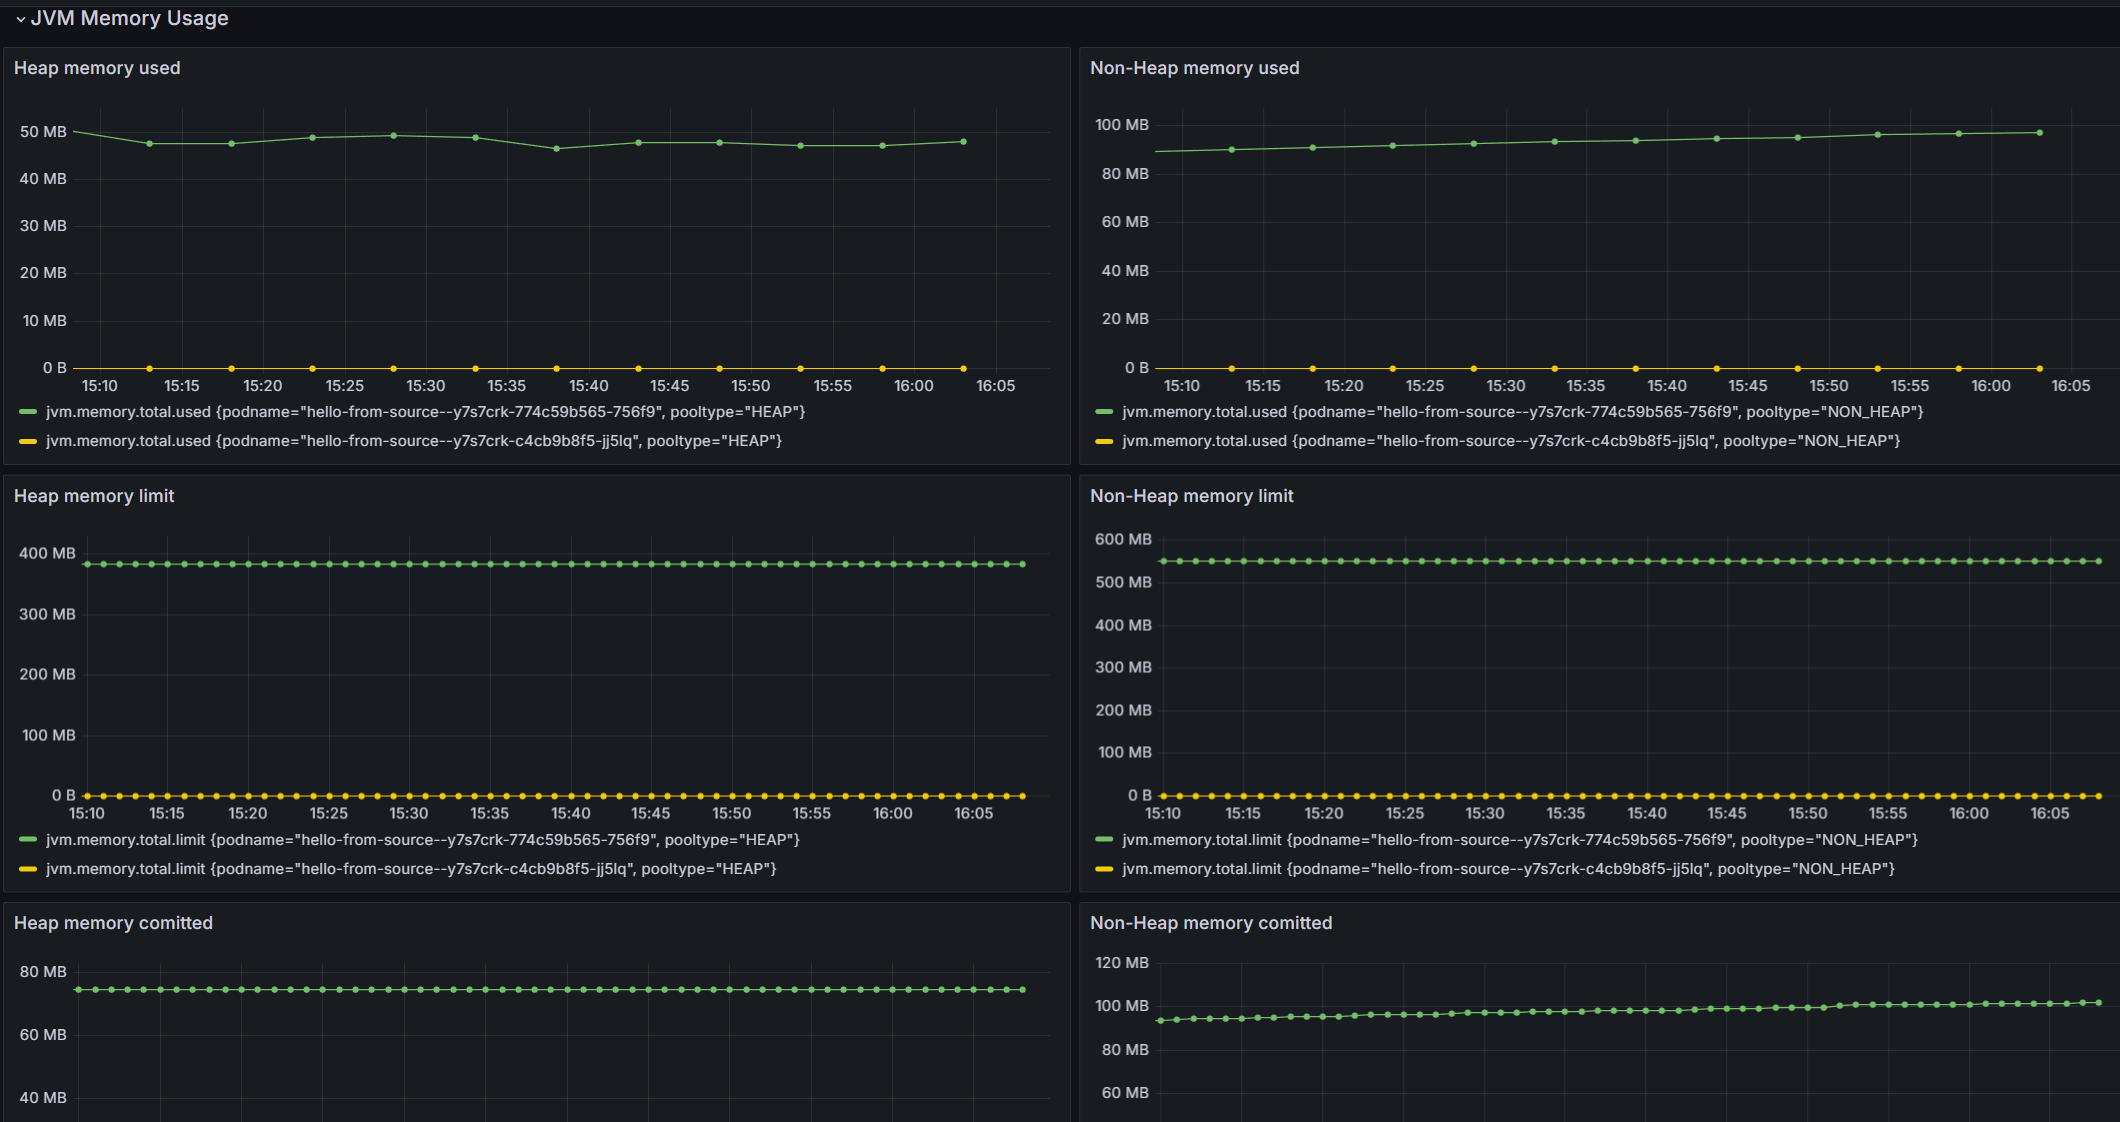 JVM Memory Usage
Heap memory used
50 MB
40 MB
30 MB
20 MB
10 MB
0 B
15:10 15:15 15:20 15:25 15:30 15:35 15:40 15:45 15:50 15:55 16:00 16:05
jvm.memory.total.used {podname="hello-from-source--y7s7crk-774c59b565-756f9", pooltype="HEAP"}
jvm.memory.total.used {podname="hello-from-source--y7s7crk-c4cb9b8f5-jj5lq", pooltype="HEAP"}
Non-Heap memory used
100 MB
80 MB
60 MB
40 MB
20 MB
0 B
15:10 15:15 15:20 15:25 15:30 15:35 15:40 15:45 15:50 15:55 16:00 16:05
jvm.memory.total.used {podname="hello-from-source--y7s7crk-774c59b565-756f9", pooltype="NON_HEAP"}
jvm.memory.total.used {podname="hello-from-source--y7s7crk-c4cb9b8f5-jj5lq", pooltype="NON_HEAP"}
Heap memory limit
400 MB
300 MB
200 MB
100 MB
0 B
15:10 15:15 15:20 15:25 15:30 15:35 15:40 15:45 15:50 15:55 16:00 16:05
jvm.memory.total.limit {podname="hello-from-source--y7s7crk-774c59b565-756f9", pooltype="HEAP"}
jvm.memory.total.limit {podname="hello-from-source--y7s7crk-c4cb9b8f5-jj5lq", pooltype="HEAP"}
Non-Heap memory limit
600 MB
500 MB
400 MB
300 MB
200 MB
100 MB
0 B
15:10 15:15 15:20 15:25 15:30 15:35 15:40 15:45 15:50 15:55 16:00 16:05
jvm.memory.total.limit {podname="hello-from-source--y7s7crk-774c59b565-756f9", pooltype="NON_HEAP"}
jvm.memory.total.limit {podname="hello-from-source--y7s7crk-c4cb9b8f5-jj5lq", pooltype="NON_HEAP"}
Heap memory comitted
80 MB
60 MB
40 MB
Non-Heap memory comitted
120 MB
100 MB
80 MB
60 MB